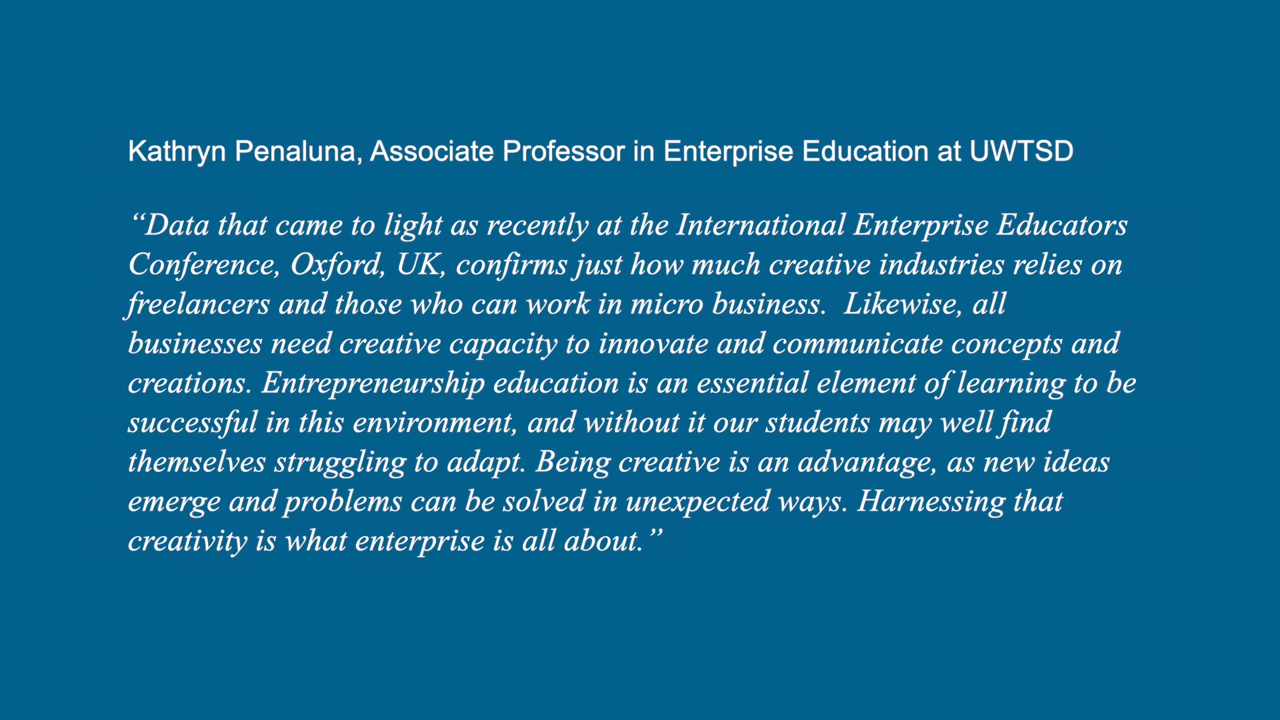 Kathryn Penaluna, Associate Professor in Enterprise Education at UWTSD
“Data that came to light as recently at the International Enterprise Educators
Conference, Oxford, UK, confirms just how much creative industries relies on
freelancers and those who can work in micro business.  Likewise, all
businesses need creative capacity to innovate and communicate concepts and
creations. Entrepreneurship education is an essential element of learning to be
successful in this environment, and without it our students may well find
themselves struggling to adapt. Being creative is an advantage, as new ideas
emerge and problems can be solved in unexpected ways. Harnessing that
creativity is what enterprise is all about.”